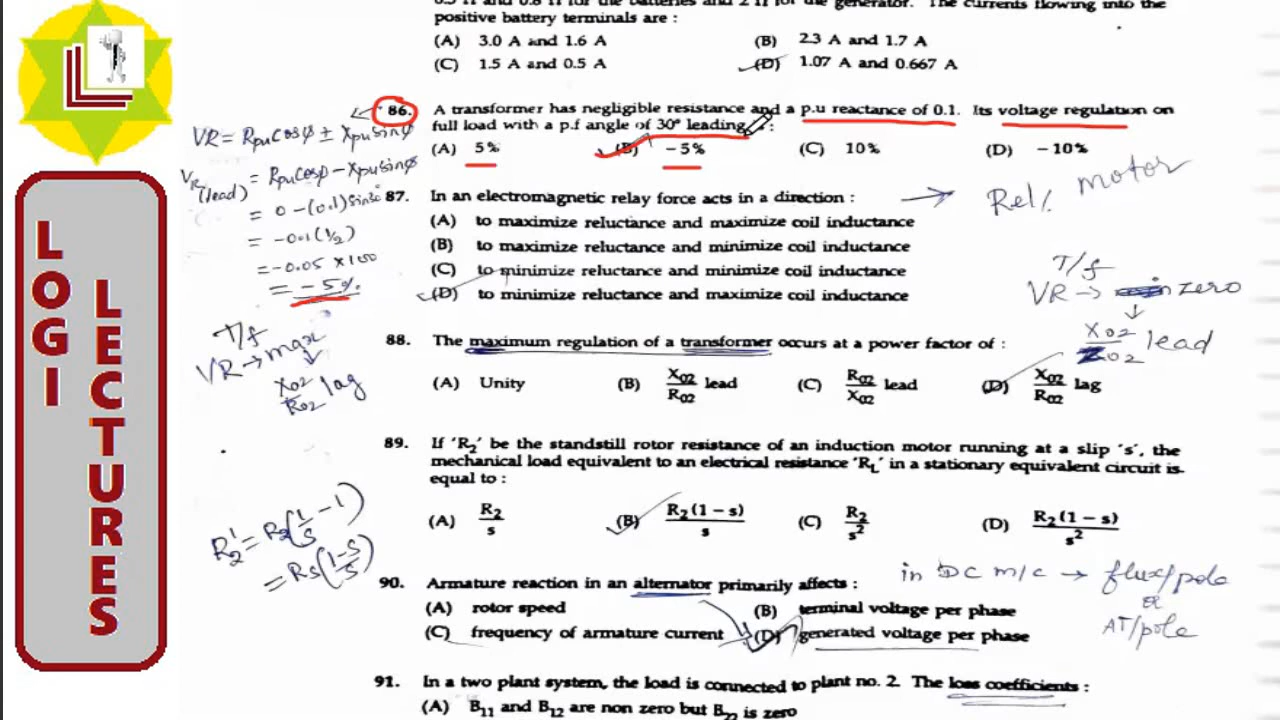 LOGI
LECTURES
positive battery terminals are :
(A) 3.0 A and 1.6 A
(B) 2.3 A and 1.7 A
(C) 1.5 A and 0.5 A
(D) 1.07 A and 0.667 A
86. A transformer has negligible resistance and a p.u reactance of 0.1. Its voltage regulation on
full load with a p.f angle of 30° leading is :
(A) 5%
(B) -5%
(C) 10%
(D) -10%
VR = Rpu cosφ ± Xpu sinφ
VR (lead) = Rpu cosφ - Xpu sinφ
= 0 - (0.1) sin30
= -0.1 (1/2)
= -0.05 × 100
= -5%
87. In an electromagnetic relay force acts in a direction :
(A) to maximize reluctance and maximize coil inductance
(B) to maximize reluctance and minimize coil inductance
(C) to minimize reluctance and minimize coil inductance
(D) to minimize reluctance and maximize coil inductance
→ Rel. motor
T/f
VR → zero
↓
X02
Z02 lead
T/f
VR → max
↓
X02
R02 lag
88. The maximum regulation of a transformer occurs at a power factor of :
(A) Unity
(B) X02/R02 lead
(C) R02/X02 lead
(D) X02/R02 lag
89. If 'R2' be the standstill rotor resistance of an induction motor running at a slip 's', the
mechanical load equivalent to an electrical resistance 'RL' in a stationary equivalent circuit is
equal to :
(A) R2/s
(B) R2(1-s)/s
(C) R2/s²
(D) R2(1-s)/s²
R2' = R2(1/s - 1)
= Rs(1-s/s)
90. Armature reaction in an alternator primarily affects :
(A) rotor speed
(B) terminal voltage per phase
(C) frequency of armature current
(D) generated voltage per phase
in DC m/c → flux/pole
or
AT/pole
91. In a two plant system, the load is connected to plant no. 2. The loss coefficients :
(A) B11 and B12 are non zero but B22 is zero